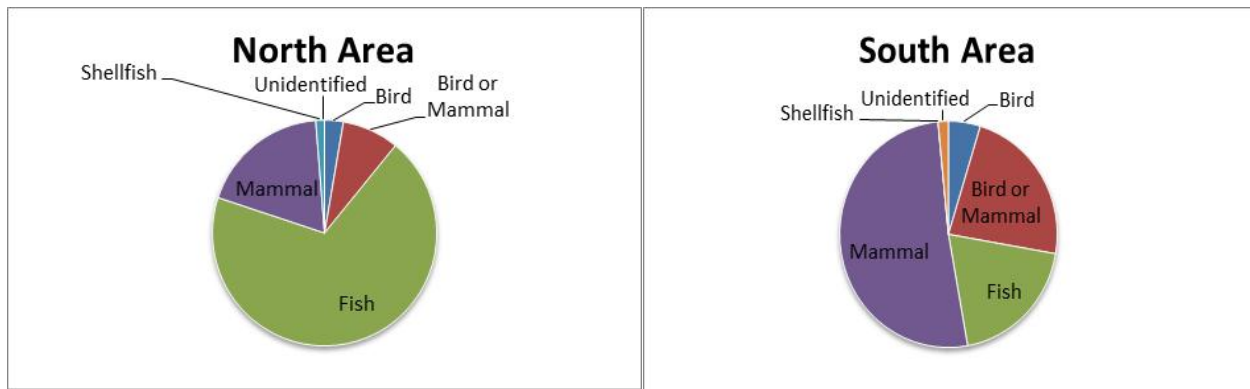 North Area
Shellfish
Unidentified
Bird
Bird or
Mammal
Mammal
Fish
South Area
Unidentified
Bird
Shellfish
Bird or
Mammal
Mammal
Fish